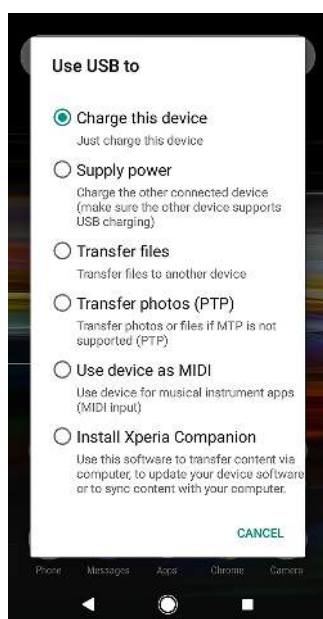 Use USB to
Charge this device
Just charge this device
Supply power
Charge the other connected device
(make sure the other device supports
USB charging)
Transfer files
Transfer files to another device
Transfer photos (PTP)
Transfer photos or files if MTP is not
supported (PTP)
Use device as MIDI
Use device for musical instrument apps
(MIDI input)
Install Xperia Companion
Use this software to transfer content via
computer, to update your device software
or to sync content with your computer.
CANCEL
Phone Messages Apps Chrome Camera